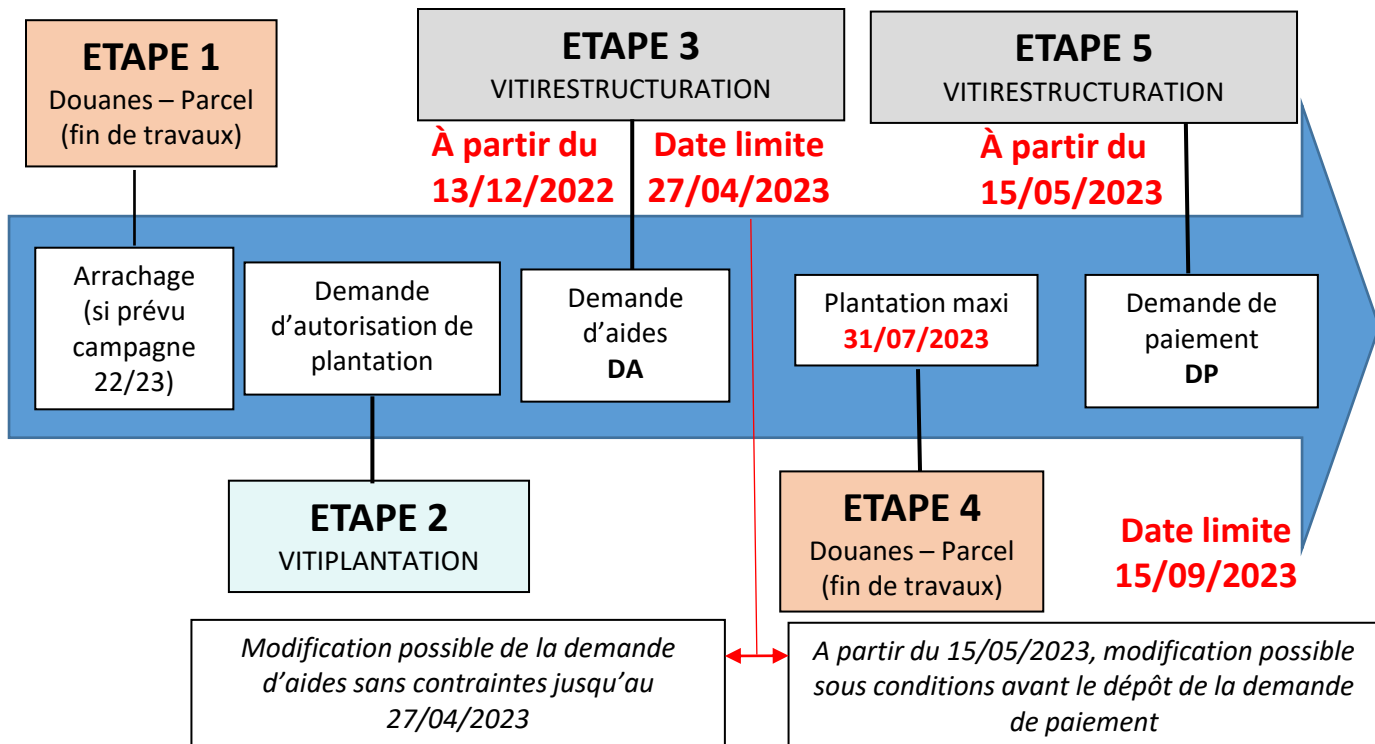 ETAPE 1
Douanes – Parcel
(fin de travaux)
ETAPE 3
VITIRESTRUCTURATION
ETAPE 5
VITIRESTRUCTURATION
À partir du
13/12/2022
Date limite
27/04/2023
À partir du
15/05/2023
Arrachage
(si prévu
campagne
22/23)
Demande
d’autorisation de
plantation
Demande
d’aides
DA
Plantation maxi
31/07/2023
Demande de
paiement
DP
ETAPE 2
VITIPLANTATION
ETAPE 4
Douanes – Parcel
(fin de travaux)
Date limite
15/09/2023
Modification possible de la demande
d’aides sans contraintes jusqu’au
27/04/2023
A partir du 15/05/2023, modification possible
sous conditions avant le dépôt de la demande
de paiement